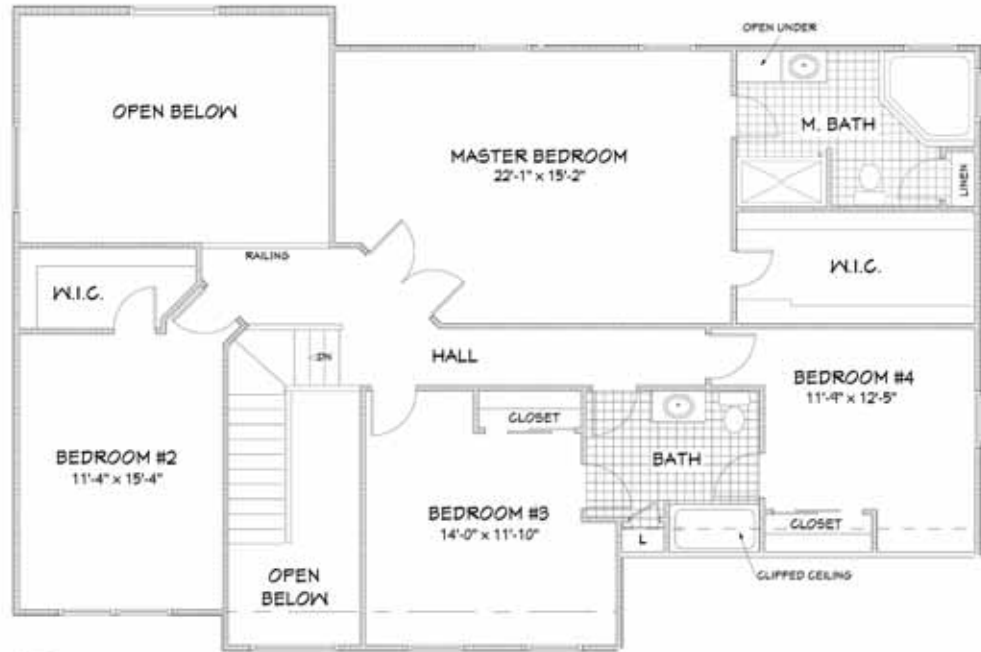 OPEN UNDER
OPEN BELOW
M. BATH
MASTER BEDROOM
22'-1" x 15'-2"
LINEN
RAILING
W.I.C.
W.I.C.
DN
HALL
BEDROOM #4
11'-9" x 12'-5"
CLOSET
BEDROOM #2
11'-4" x 15'-4"
BATH
BEDROOM #3
14'-0" x 11'-10"
CLOSET
L
OPEN
BELOW
CLIPPED CEILING